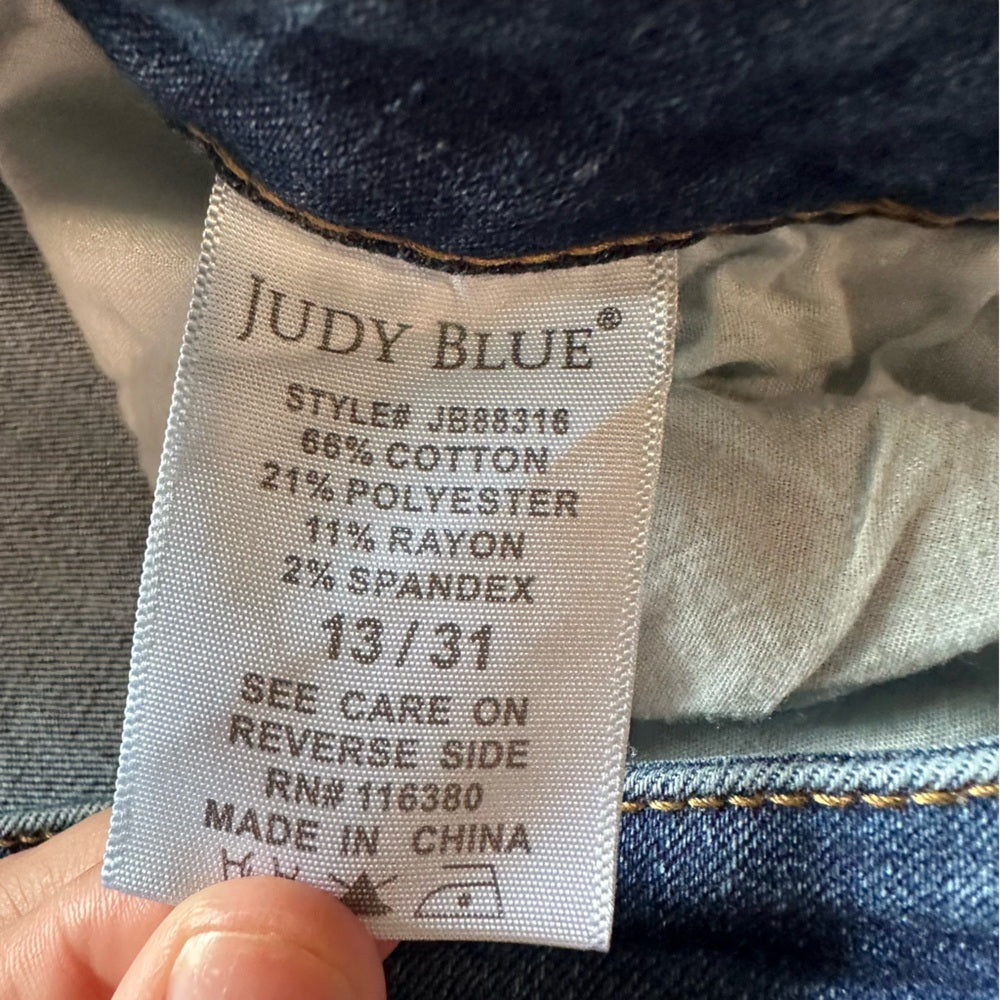 JUDY BLUE®
STYLE# JB88316
66% COTTON
21% POLYESTER
11% RAYON
2% SPANDEX
13 / 31
SEE CARE ON
REVERSE SIDE
RN# 116380
MADE IN CHINA